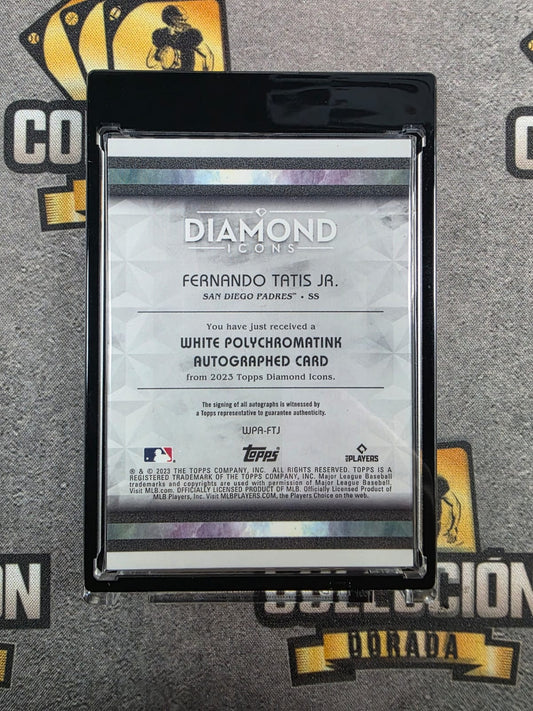 CO
DIAMOND
ICONS
FERNANDO TATIS JR.
SAN DIEGO PADRES™ • SS
You have just received a
WHITE POLYCHROMATINK
AUTOGRAPHED CARD
from 2023 Topps Diamond Icons.
The signing of all autographs is witnessed by
a Topps representative to guarantee authenticity.
WPA-FTJ
Topps
PLAYERS
® & © 2023 THE TOPPS COMPANY, INC. ALL RIGHTS RESERVED. TOPPS IS A
REGISTERED TRADEMARK OF THE TOPPS COMPANY, INC. Major League Baseball
trademarks and copyrights are used with permission of Major League Baseball.
Visit MLB.com. OFFICIALLY LICENSED PRODUCT OF MLB. Officially Licensed Product of
MLB Players, Inc. Visit MLBPLAYERS.COM, the Players Choice on the web.
CO
ÓN
COLECCIÓN
DORADA